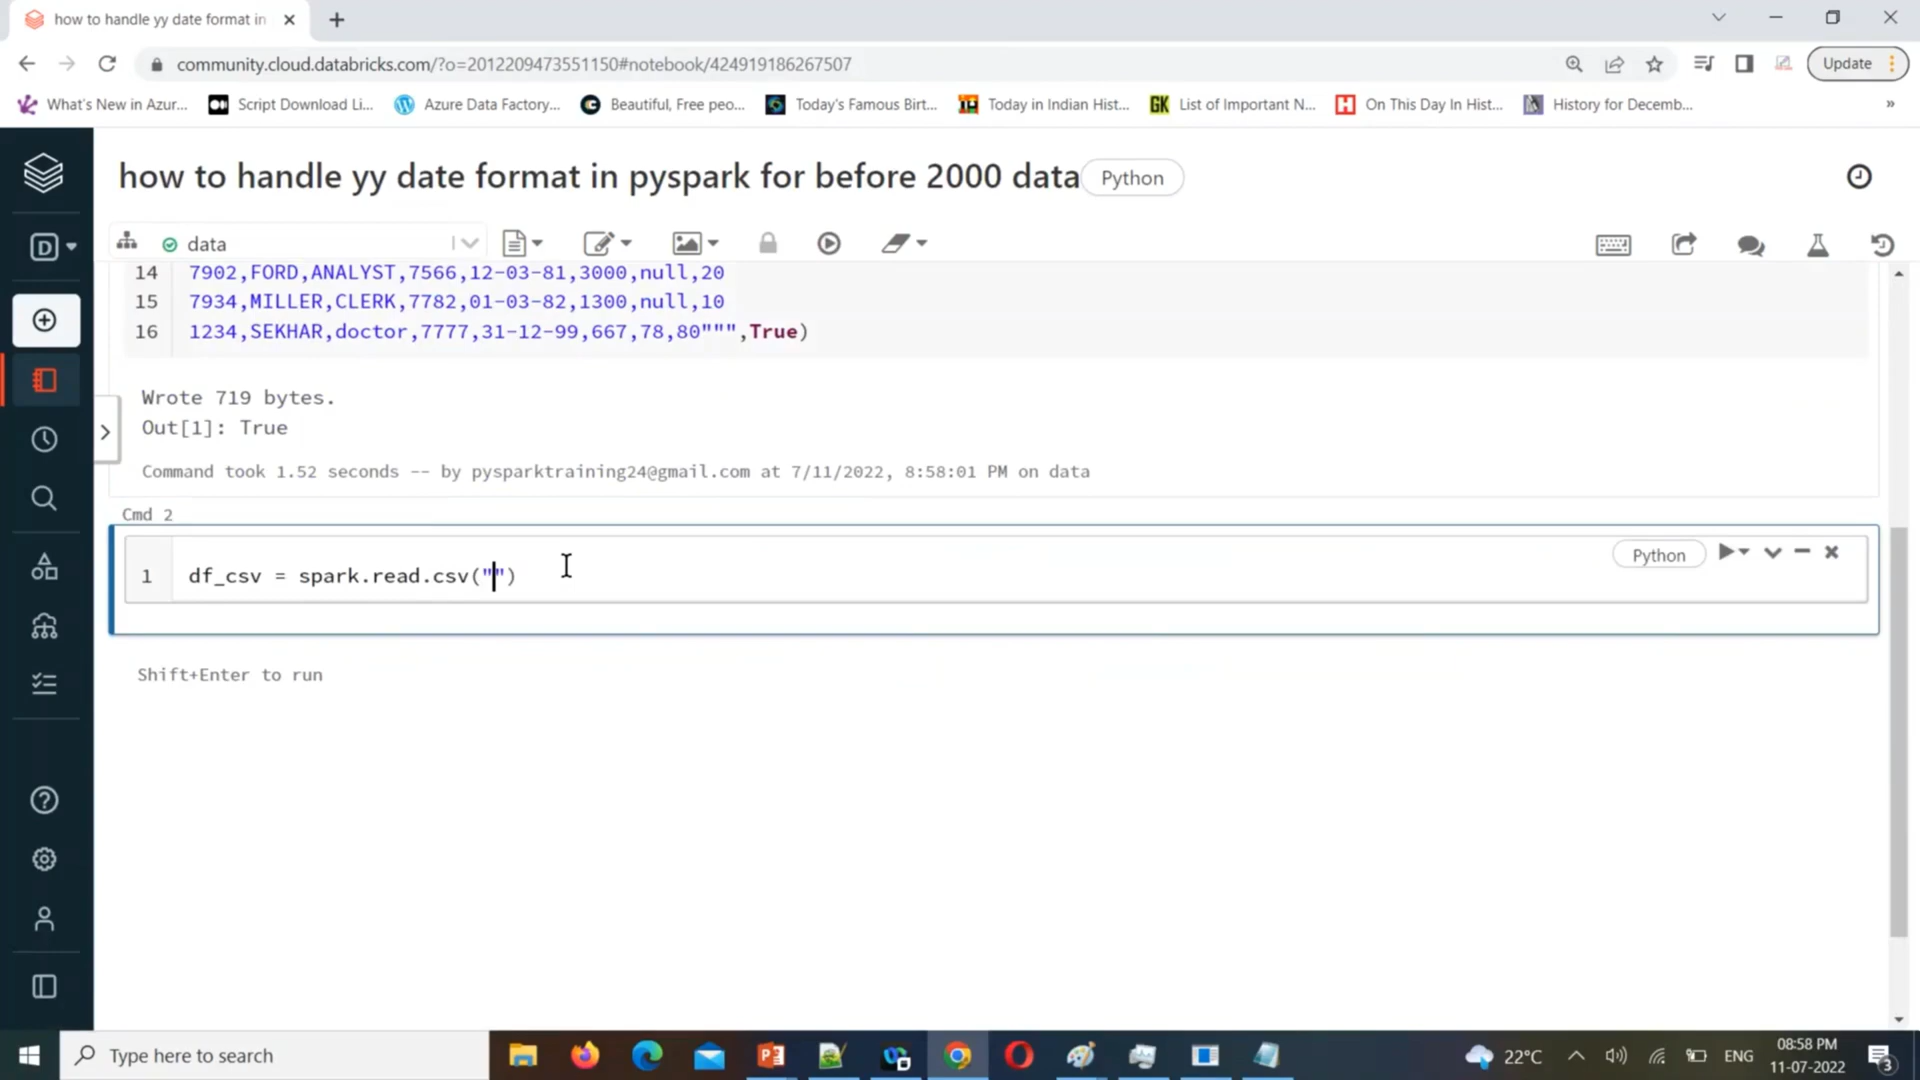 how to handle yy date format in
community.cloud.databricks.com/?o=2012209473551150#notebook/424919186267507
Update
What's New in Azur...
Script Download Li...
Azure Data Factory...
Beautiful, Free peo...
Today's Famous Birt...
Today in Indian Hist...
GK
List of Important N...
H
On This Day In Hist...
History for Decemb...
»
how to handle yy date format in pyspark for before 2000 data
Python
D
data
14 7902,FORD,ANALYST,7566,12-03-81,3000,null,20
15 7934,MILLER,CLERK,7782,01-03-82,1300,null,10
16 1234,SEKHAR,doctor,7777,31-12-99,667,78,80""",True)
Wrote 719 bytes.
Out[1]: True
Command took 1.52 seconds -- by pysparktraining24@gmail.com at 7/11/2022, 8:58:01 PM on data
Cmd 2
Python
1 df_csv = spark.read.csv("")
Shift+Enter to run
Type here to search
22°C
ENG
08:58 PM
11-07-2022
3